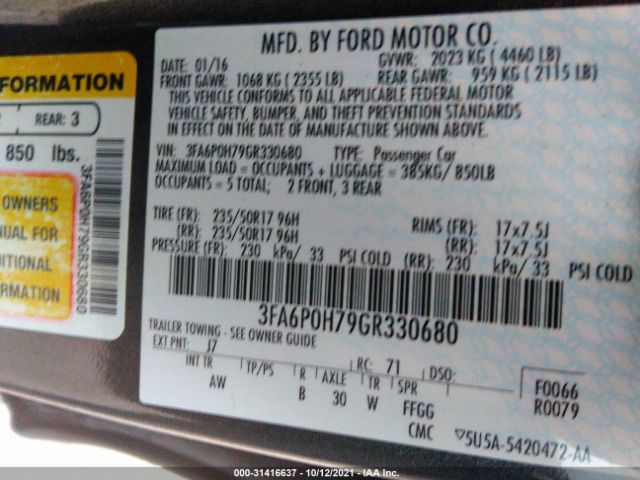 FORMATION
REAR: 3
850 lbs.
OWNERS
NUAL FOR
DITIONAL
ORMATION
3FA6P0H79GR330680
MFD. BY FORD MOTOR CO.
DATE: 01/16 GVWR: 2023 KG ( 4460 LB)
FRONT GAWR: 1068 KG ( 2355 LB) REAR GAWR: 959 KG ( 2115 LB)
THIS VEHICLE CONFORMS TO ALL APPLICABLE FEDERAL MOTOR
VEHICLE SAFETY, BUMPER, AND THEFT PREVENTION STANDARDS
IN EFFECT ON THE DATE OF MANUFACTURE SHOWN ABOVE.
VIN: 3FA6P0H79GR330680 TYPE: Passenger Car
MAXIMUM LOAD = OCCUPANTS + LUGGAGE = 385KG/ 850LB
OCCUPANTS = 5 TOTAL; 2 FRONT, 3 REAR
TIRE (FR): 235/50R17 96H RIMS (FR): 17x7.5J
(RR): 235/50R17 96H (RR): 17x7.5J
PRESSURE (FR): 230 kPa/ 33 PSI COLD (RR): 230 kPa/ 33 PSI COLD
3FA6P0H79GR330680
TRAILER TOWING - SEE OWNER GUIDE
EXT PNT: J7 RC: 71 DSO: F0066
INT TR TP/PS R AXLE TR SPR R0079
AW B 30 W FFGG
CMC 5U5A-5420472-AA
000-31416637 - 10/12/2021 - IAA Inc.